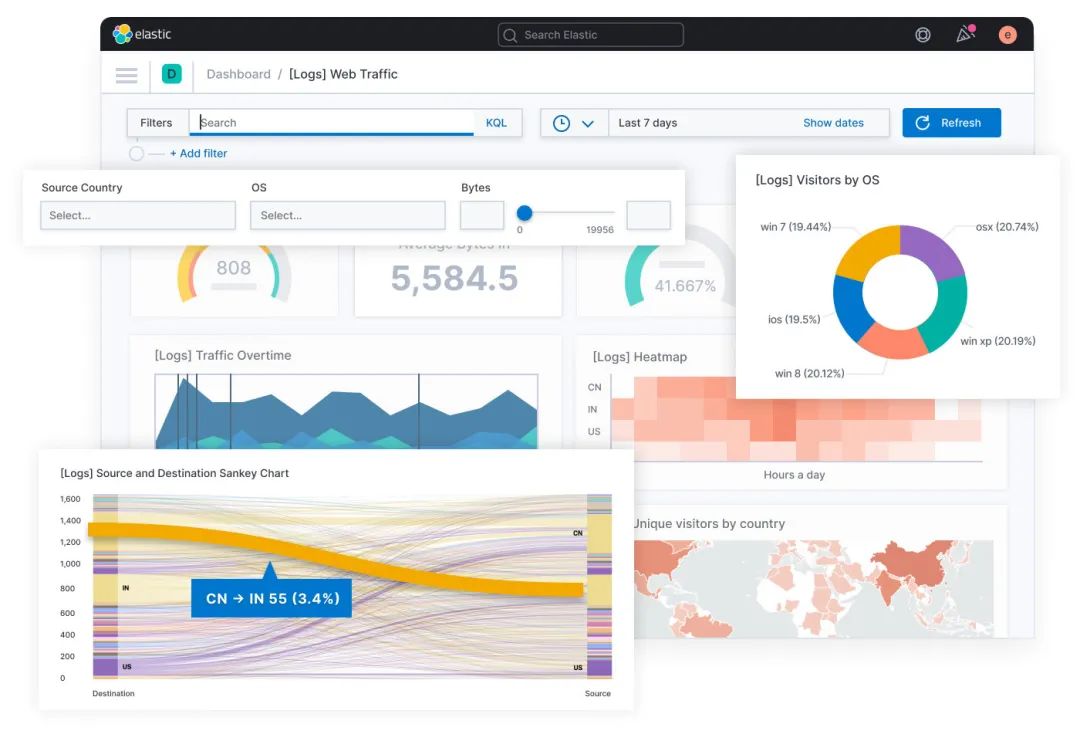 elastic
Search Elastic
e
D
Dashboard / [Logs] Web Traffic
Filters
Search
KQL
Last 7 days
Show dates
Refresh
+ Add filter
Source Country
OS
Bytes
Select...
Select...
0
19956
[Logs] Visitors by OS
win 7 (19.44%)
osx (20.74%)
ios (19.5%)
win xp (20.19%)
win 8 (20.12%)
808
Average Bytes in
5,584.5
41.667%
[Logs] Traffic Overtime
[Logs] Heatmap
CN
IN
US
Hours a day
[Logs] Source and Destination Sankey Chart
1,600
1,400
1,200
1,000
800
600
400
200
0
CN
IN
CN → IN 55 (3.4%)
US
US
Destination
Source
Unique visitors by country